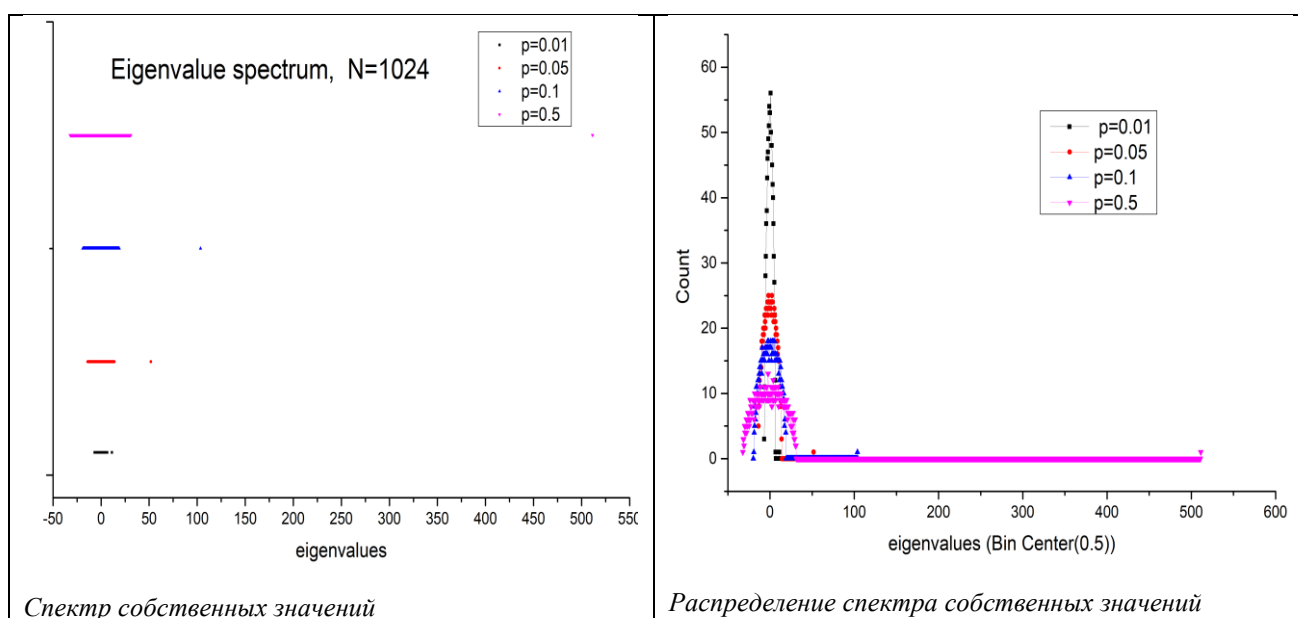 Eigenvalue spectrum, N=1024
p=0.01
p=0.05
p=0.1
p=0.5
-50 0 50 100 150 200 250 300 350 400 450 500 550
eigenvalues
Спектр собственных значений
60
50
40
30
20
10
0
Count
p=0.01
p=0.05
p=0.1
p=0.5
0 100 200 300 400 500 600
eigenvalues (Bin Center(0.5))
Распределение спектра собственных значений